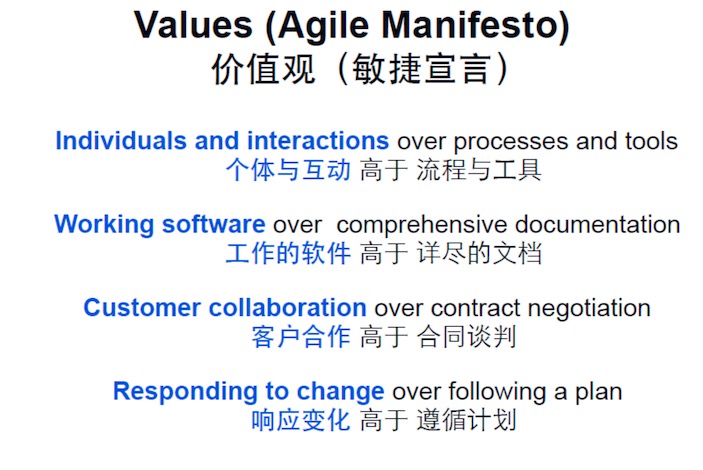 Values (Agile Manifesto)
价值观（敏捷宣言）
Individuals and interactions over processes and tools
个体与互动 高于 流程与工具
Working software over  comprehensive documentation
工作的软件 高于 详尽的文档
Customer collaboration over contract negotiation
客户合作 高于 合同谈判
Responding to change over following a plan
响应变化 高于 遵循计划